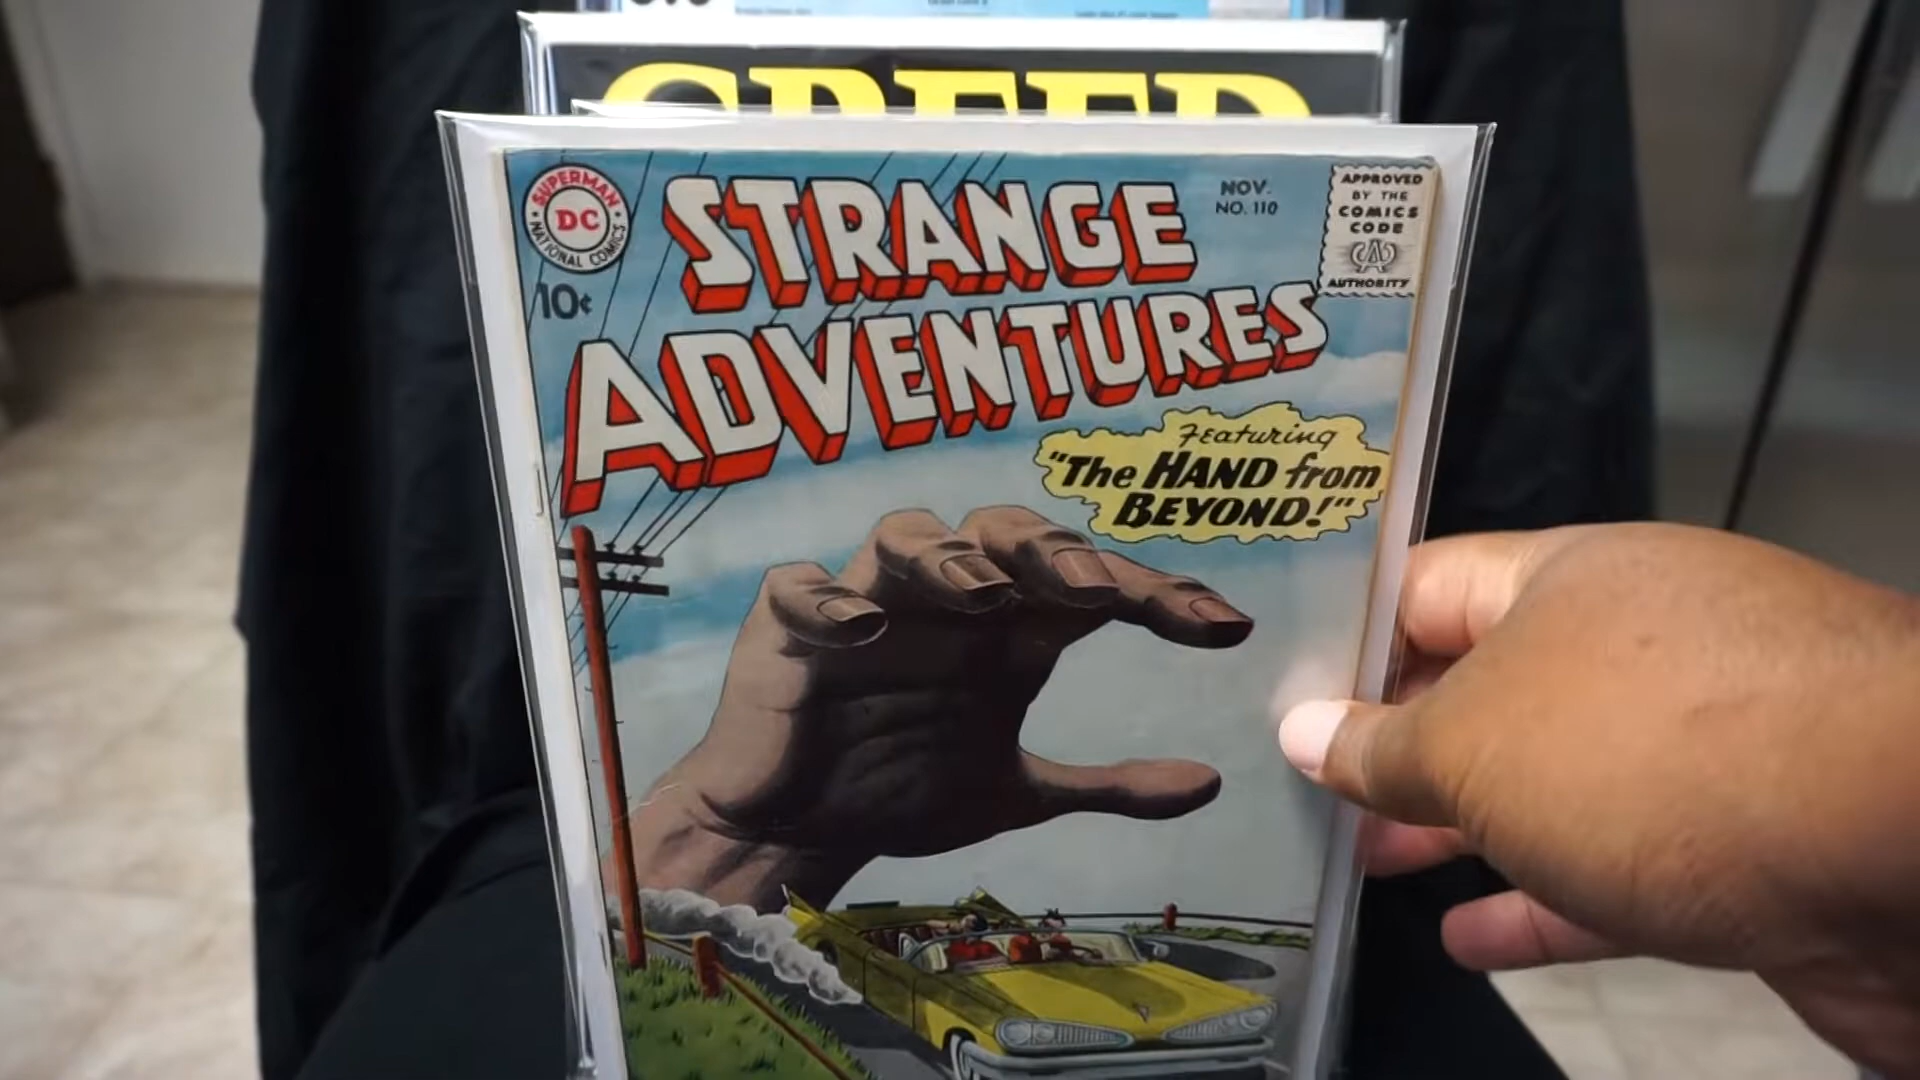 SUPERMAN
DC
NATIONAL COMICS
10¢
STRANGE
ADVENTURES
NOV.
NO. 110
APPROVED
BY THE
COMICS
CODE
CA
AUTHORITY
Featuring
"The HAND from
BEYOND!"